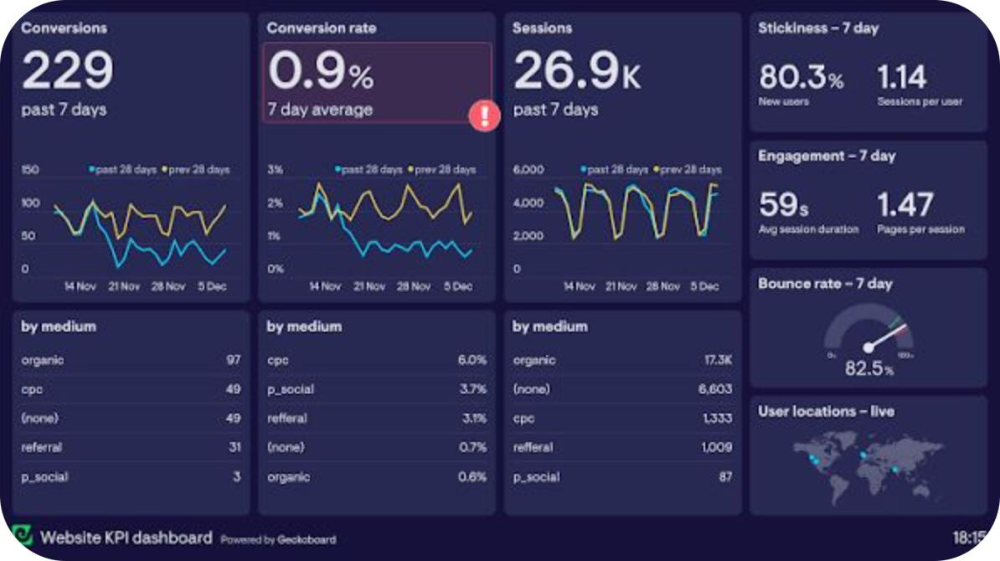 Conversions
229
past 7 days
150
•past 28 days •prev 28 days
100
50
0
14 Nov 21 Nov 28 Nov 5 Dec
Conversion rate
0.9%
7 day average
!
3%
•past 28 days •prev 28 days
2%
1%
0%
14 Nov 21 Nov 28 Nov 5 Dec
Sessions
26.9K
past 7 days
6,000
•past 28 days •prev 28 days
4,000
2,000
0
14 Nov 21 Nov 28 Nov 5 Dec
Stickiness – 7 day
80.3% 1.14
New users Sessions per user
Engagement – 7 day
59s 1.47
Avg session duration Pages per session
Bounce rate – 7 day
0% 100%
82.5%
User locations – live
by medium
organic 97
cpc 49
(none) 49
referral 31
p_social 3
by medium
cpc 6.0%
p_social 3.7%
refferal 3.1%
(none) 0.7%
organic 0.6%
by medium
organic 17.3K
(none) 6,603
cpc 1,333
refferal 1,009
p_social 87
Website KPI dashboard Powered by Geckoboard
18:15